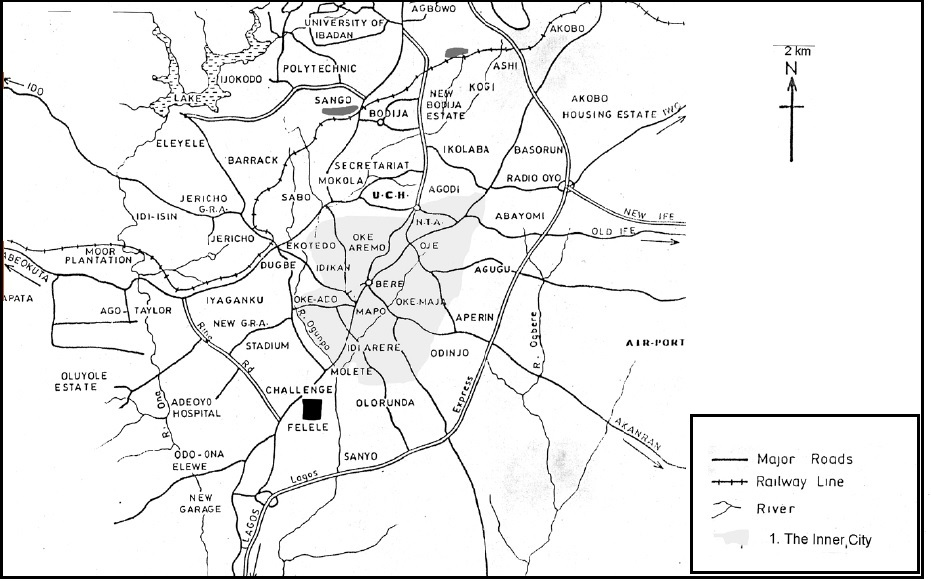 AGBOWO
UNIVERSITY OF
IBADAN
AKOBO
2 km
N
POLYTECHNIC
ASHI
IJOKODO
KOGI
IDO
LAKE
SANGO
NEW
BODIJA
ESTATE
BODIJA
AKOBO
HOUSING ESTATE
IWO
ELEYELE
IKOLABA
BASORUN
BARRACK
SECRETARIAT
MOKOLA
RADIO OYO
U.C.H.
AGODI
JERICHO
G.R.A.
SABO
IDI-ISIN
N.T.A.
ABAYOMI
NEW IFE
OLD IFE
JERICHO
EKOTEDO
OKE
AREMO
OJE
MOOR
PLANTATION
ABEOKUTA
DUGBE
IDIKAN
AGUGU
BERE
APATA
IYAGANKU
OKE-ADO
OKE-MAJA
AGO-TAYLOR
MAPO
APERIN
NEW G.R.A.
R. Ogunpa
Ring Rd
STADIUM
IDI ARERE
ODINJO
R. Ogbere
AIR-PORT
MOLETE
OLUYOLE
ESTATE
CHALLENGE
ADEOYO
HOSPITAL
R. Ona
OLORUNDA
Express
FELELE
AKANRAN
ODO-ONA
ELEWE
SANYO
Lagos
NEW
GARAGE
LAGOS
Major Roads
Railway Line
River
1. The Inner City